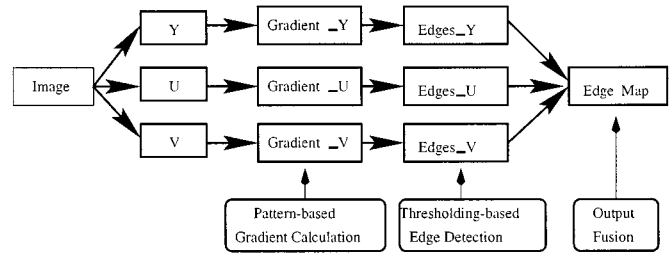 Y
Gradient _Y
Edges_Y
Image
U
Gradient _U
Edges_U
Edge Map
V
Gradient _V
Edges_V
Pattern-based
Gradient Calculation
Thresholding-based
Edge Detection
Output
Fusion